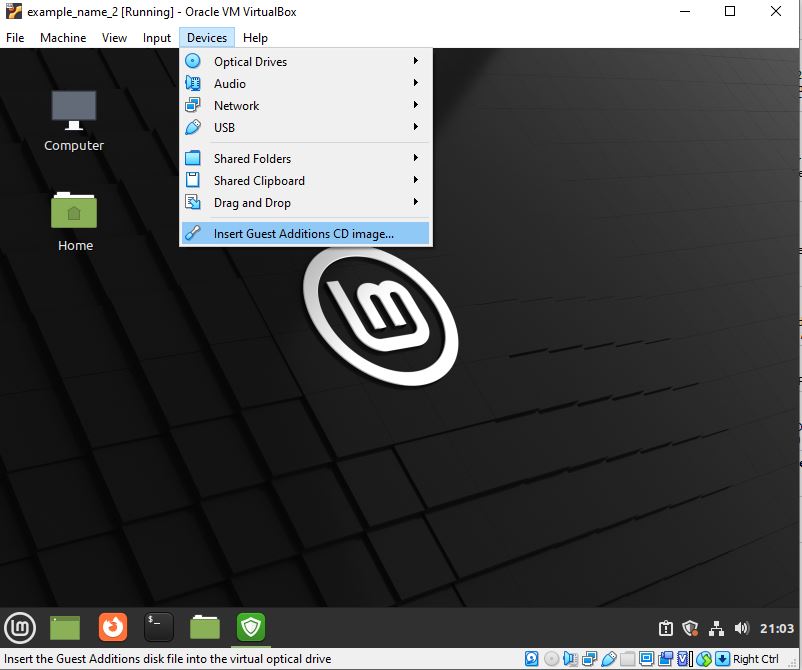 example_name_2 [Running] - Oracle VM VirtualBox
File Machine View Input Devices Help
Optical Drives
Audio
Network
USB
Shared Folders
Shared Clipboard
Drag and Drop
Insert Guest Additions CD image...
Computer
Home
lm
$_
21:03
Insert the Guest Additions disk file into the virtual optical drive
Right Ctrl